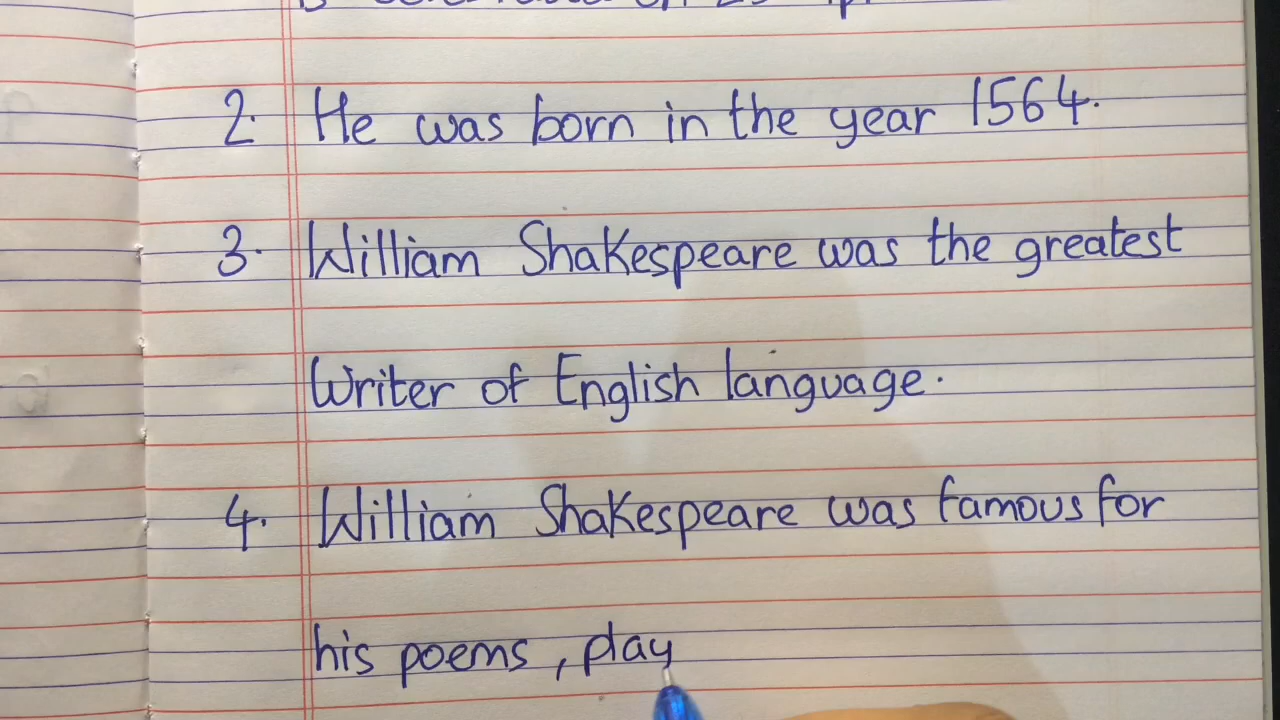 2. He was born in the year 1564.
3. William Shakespeare was the greatest
Writer of English language.
4. William Shakespeare was famous for
his poems, play